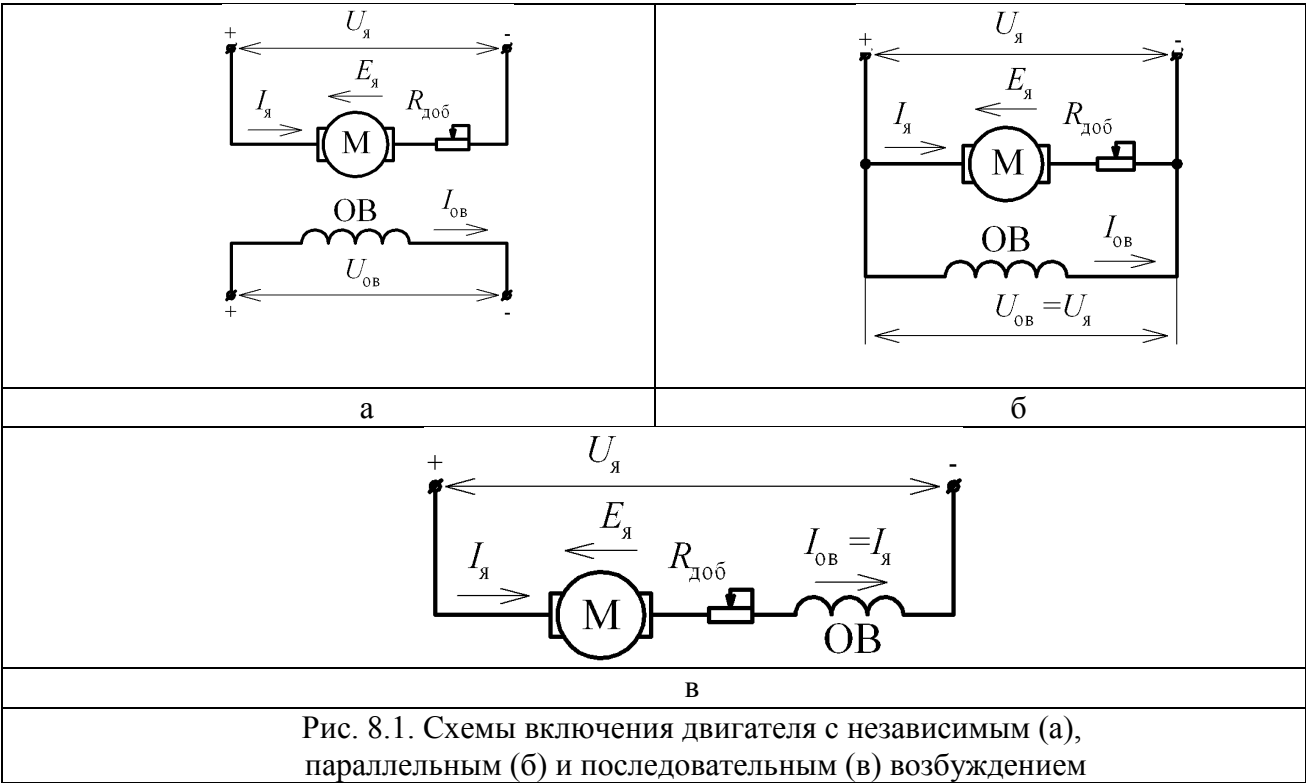 U_я
+ -
E_я
I_я R_доб
М
ОВ I_ов
U_ов
+ -
а
U_я
+ -
E_я
I_я R_доб
М
ОВ I_ов
U_ов =U_я
б
U_я
+ -
E_я
I_я R_доб I_ов =I_я
М
ОВ
в
Рис. 8.1. Схемы включения двигателя с независимым (а),
параллельным (б) и последовательным (в) возбуждением